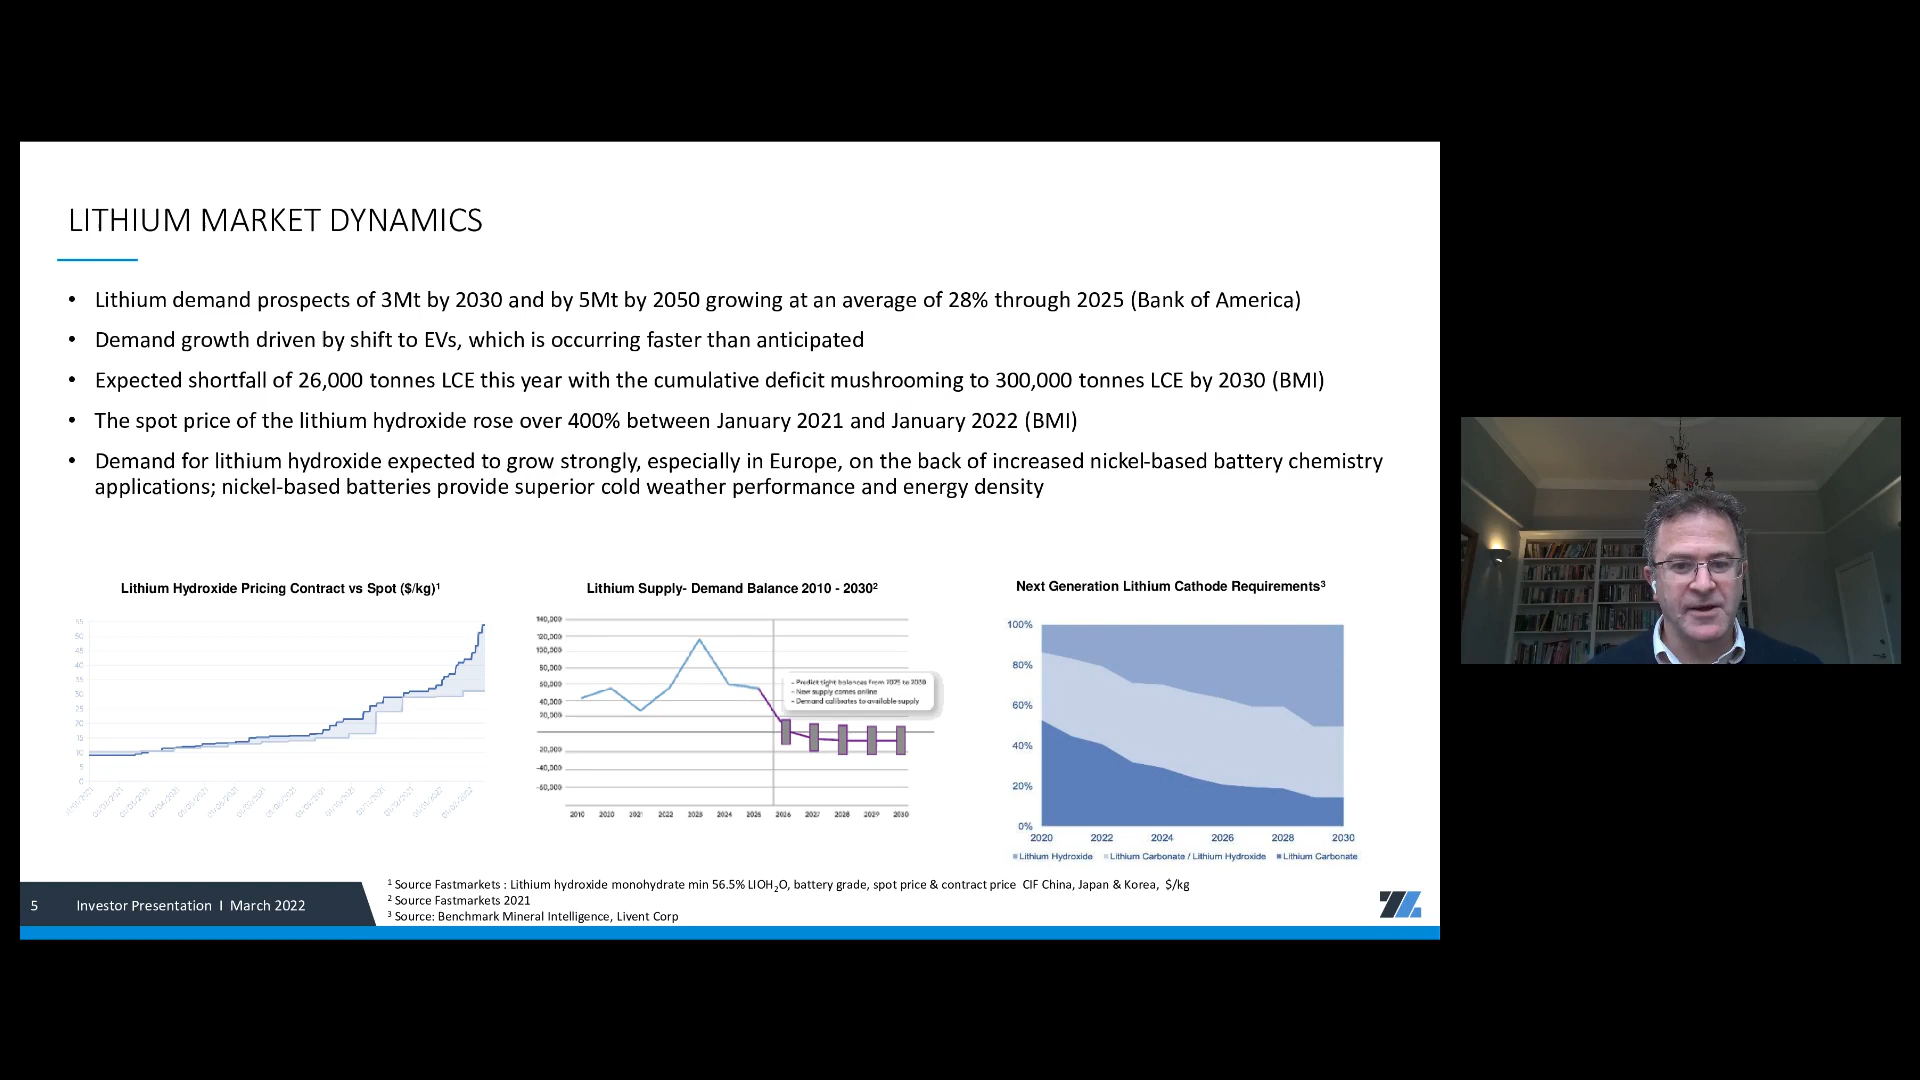 LITHIUM MARKET DYNAMICS
• Lithium demand prospects of 3Mt by 2030 and by 5Mt by 2050 growing at an average of 28% through 2025 (Bank of America)
• Demand growth driven by shift to EVs, which is occurring faster than anticipated
• Expected shortfall of 26,000 tonnes LCE this year with the cumulative deficit mushrooming to 300,000 tonnes LCE by 2030 (BMI)
• The spot price of the lithium hydroxide rose over 400% between January 2021 and January 2022 (BMI)
• Demand for lithium hydroxide expected to grow strongly, especially in Europe, on the back of increased nickel-based battery chemistry
applications; nickel-based batteries provide superior cold weather performance and energy density
Lithium Hydroxide Pricing Contract vs Spot ($/kg)¹
55
50
45
40
35
30
25
20
15
10
5
0
Lithium Supply- Demand Balance 2010 - 2030²
140,000
120,000
100,000
80,000
60,000
40,000
20,000
20,000
-40,000
-60,000
- Predict tight balances from 2025 to 2030
- New supply comes online
- Demand calibrates to available supply
2010 2020 2021 2022 2023 2024 2025 2026 2027 2028 2029 2030
Next Generation Lithium Cathode Requirements³
100%
80%
60%
40%
20%
0%
2020 2022 2024 2026 2028 2030
Lithium Hydroxide Lithium Carbonate / Lithium Hydroxide Lithium Carbonate
5 Investor Presentation I March 2022
¹ Source Fastmarkets : Lithium hydroxide monohydrate min 56.5% LIOH₂O, battery grade, spot price & contract price CIF China, Japan & Korea, $/kg
² Source Fastmarkets 2021
³ Source: Benchmark Mineral Intelligence, Livent Corp